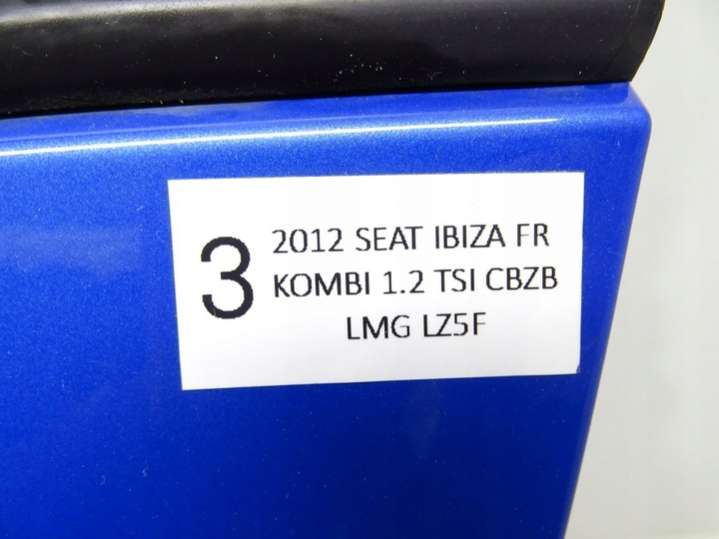 3
2012 SEAT IBIZA FR
KOMBI 1.2 TSI CBZB
LMG LZ5F